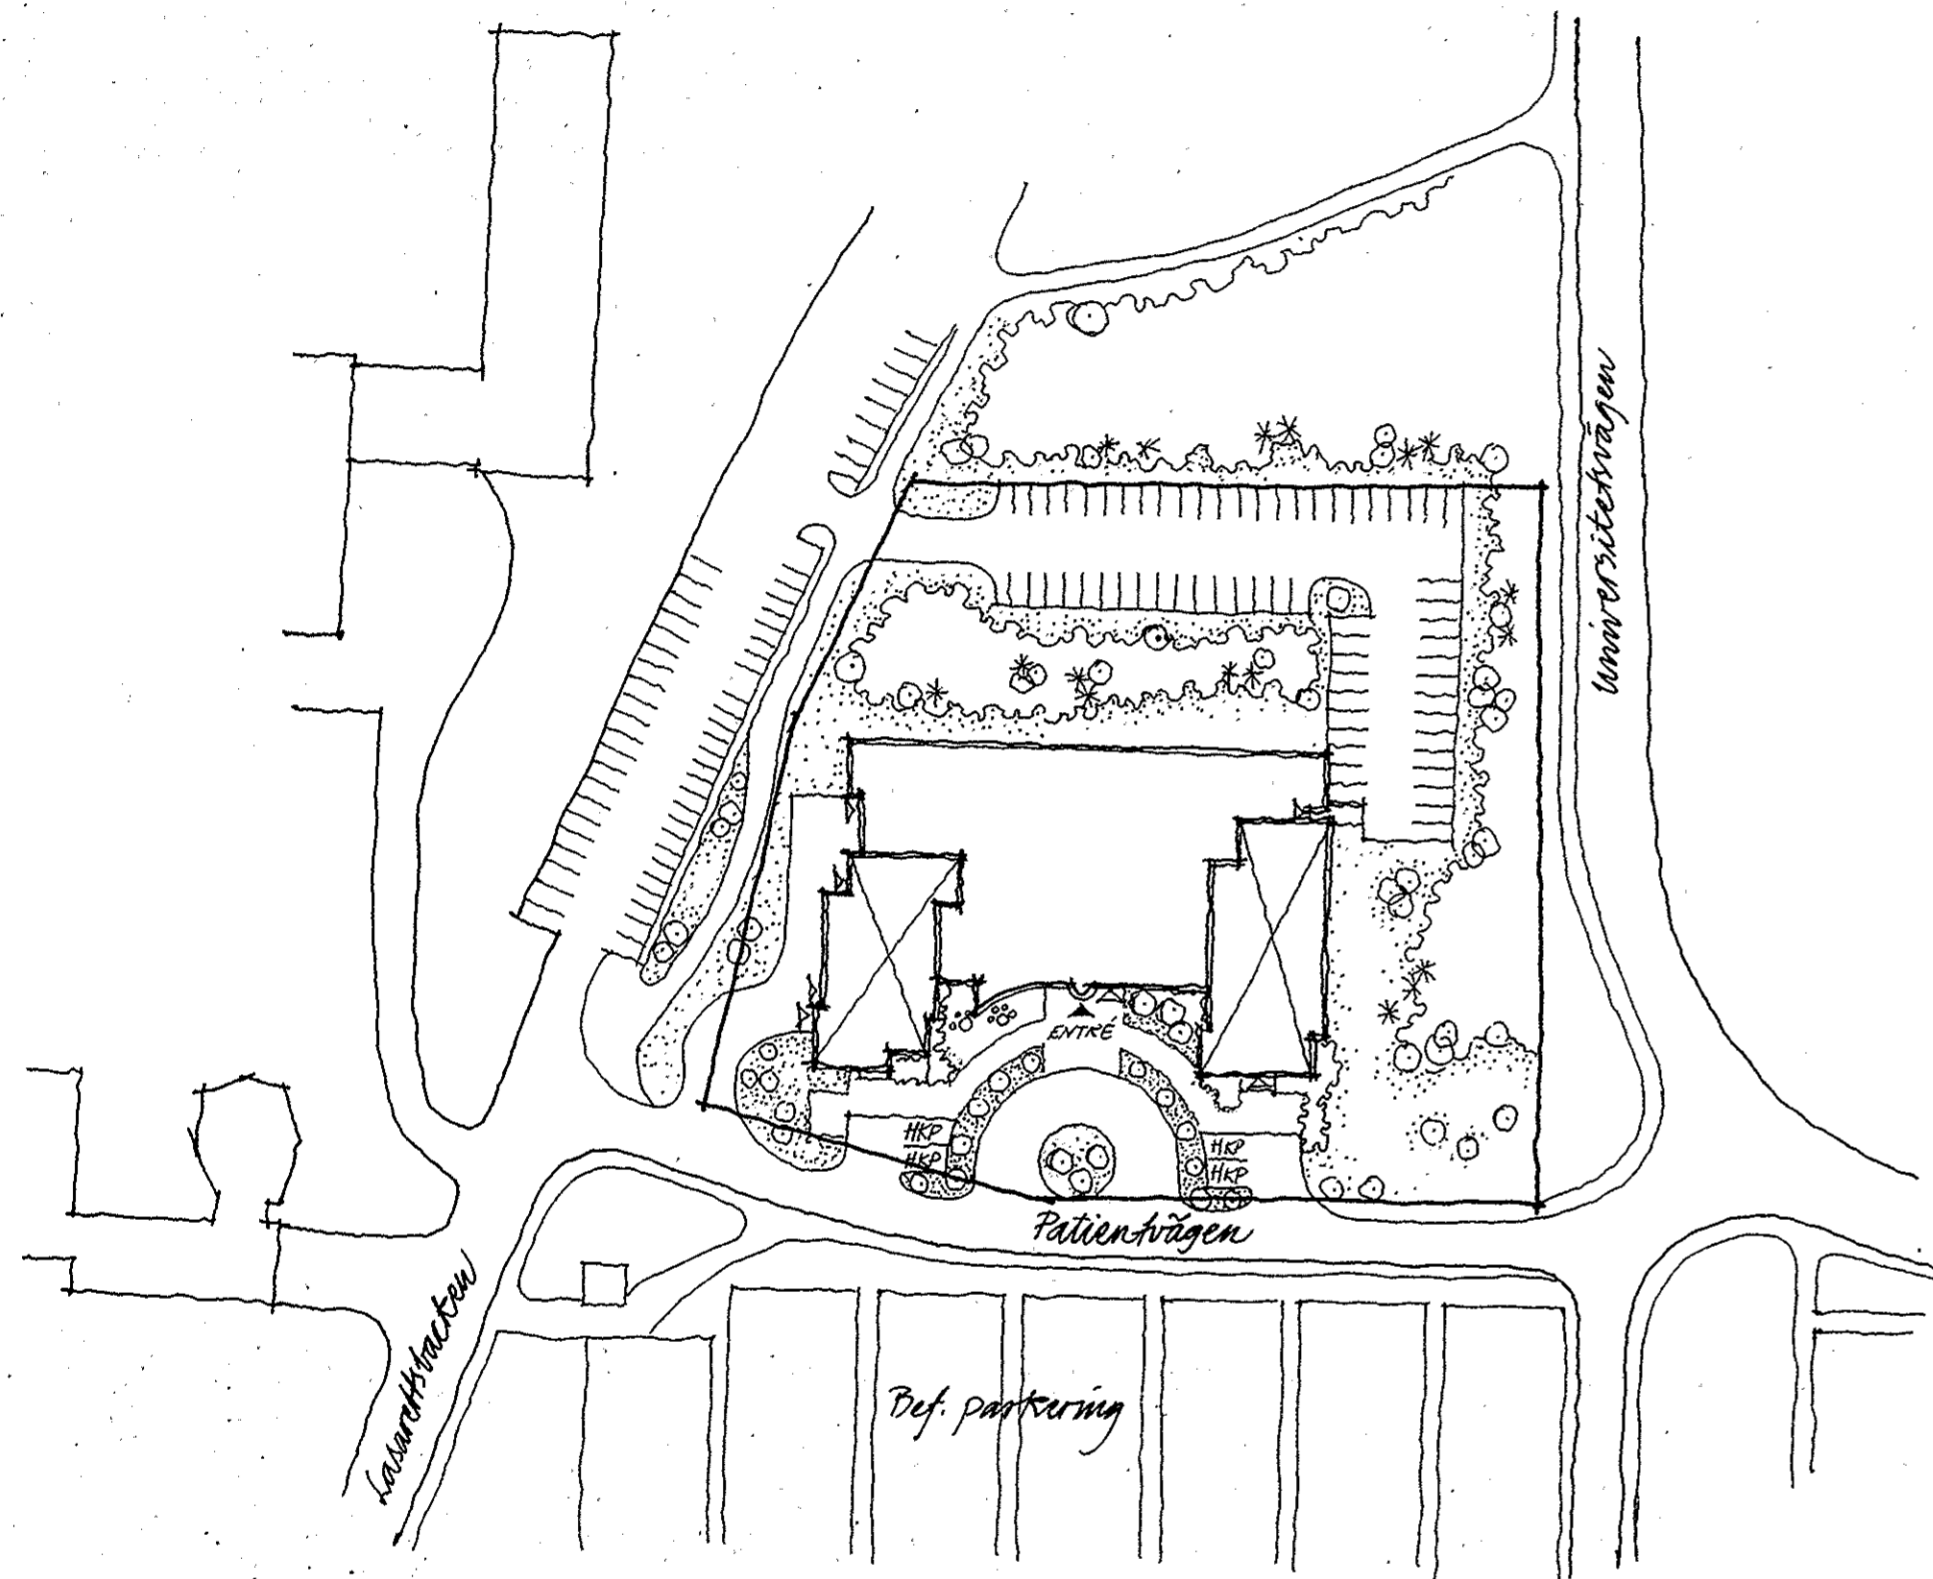 Universitetsvägen
ENTRÉ
HKP
HKP
HKP
HKP
Patientvägen
Lasarettsbacken
Bef. parkering